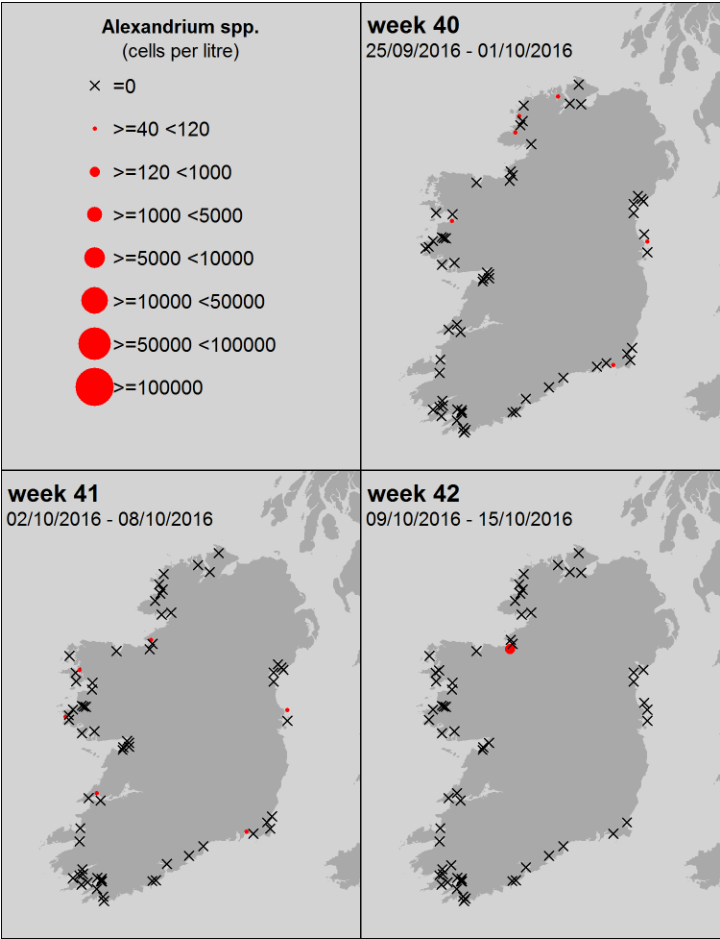 Alexandrium spp.
(cells per litre)
=0
>=40 <120
>=120 <1000
>=1000 <5000
>=5000 <10000
>=10000 <50000
>=50000 <100000
>=100000
week 40
25/09/2016 - 01/10/2016
week 41
02/10/2016 - 08/10/2016
week 42
09/10/2016 - 15/10/2016